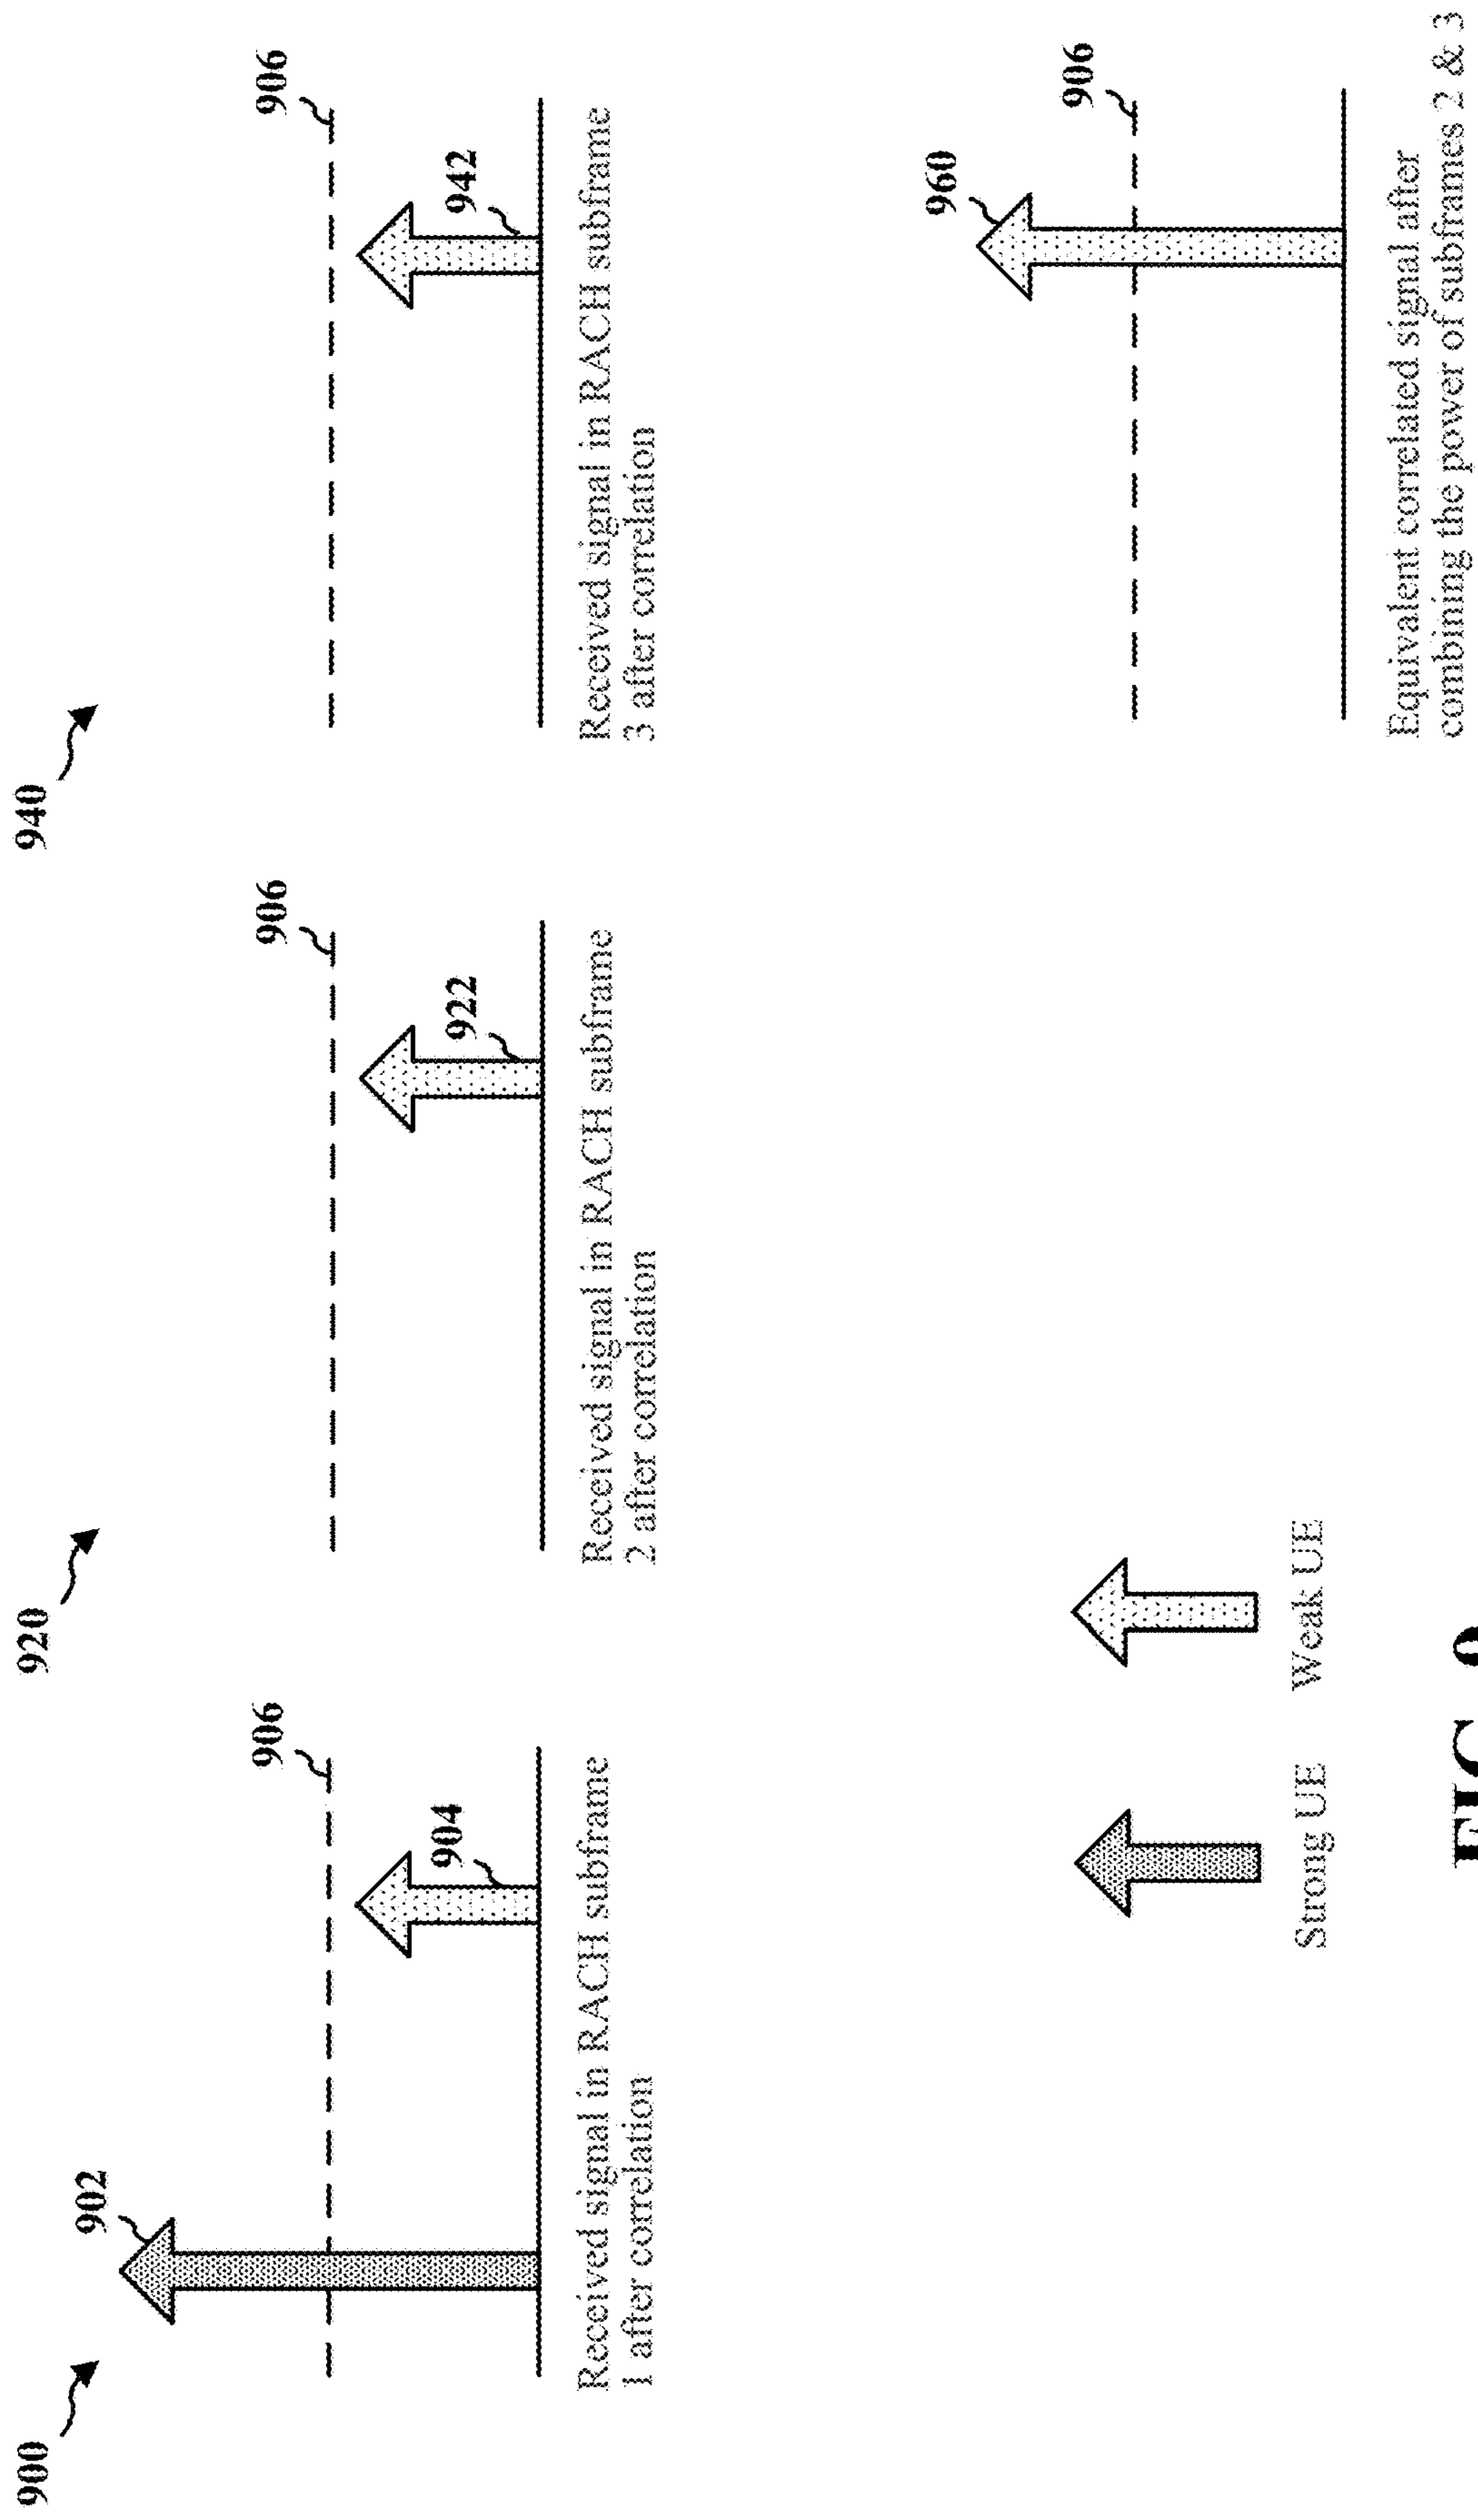 900
902
906
904
Received signal in RACH subframe
1 after correlation
920
906
922
Received signal in RACH subframe
2 after correlation
940
906
942
Received signal in RACH subframe
3 after correlation
Strong UE
Weak UE
960
906
Equivalent correlated signal after
combining the power of subframes 2 & 3
FIG. 9